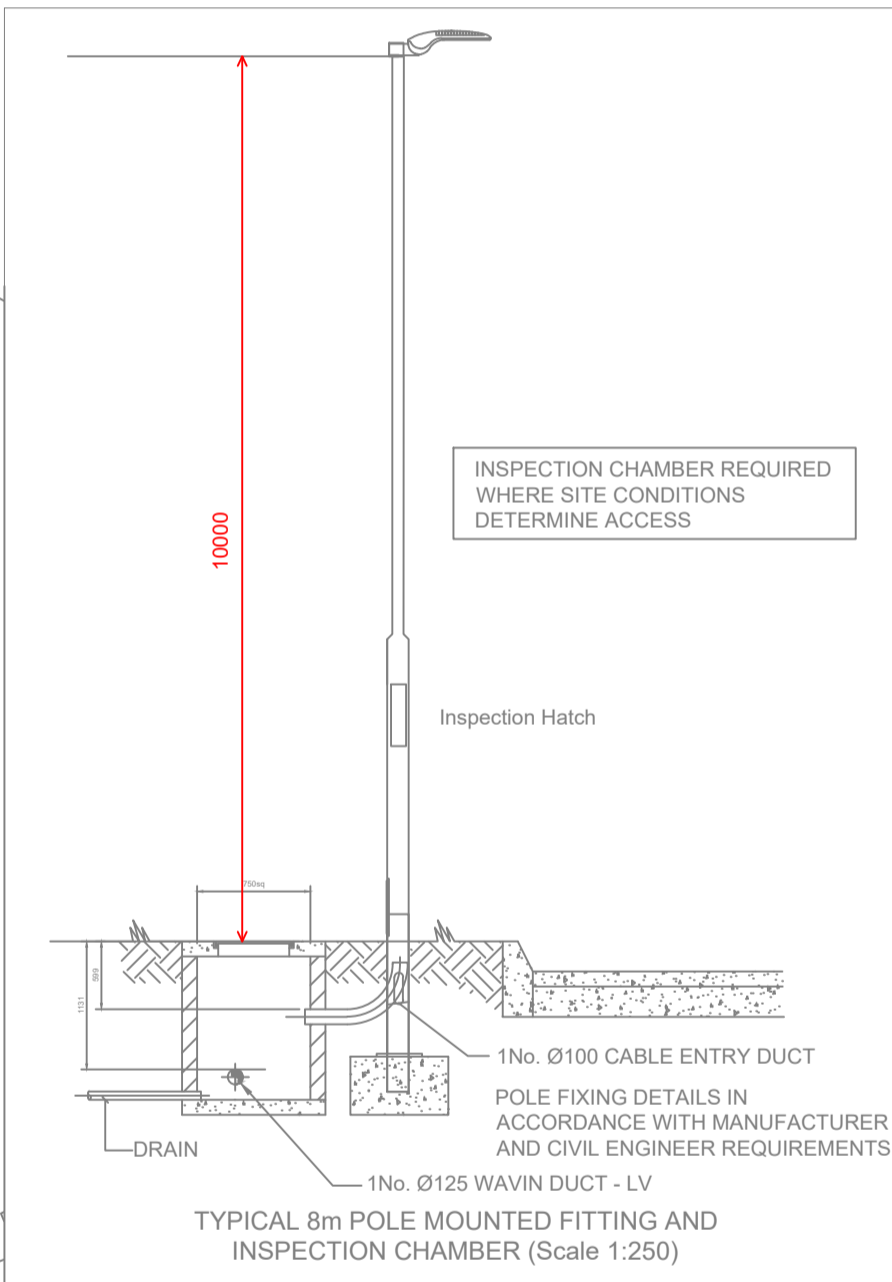 10000
INSPECTION CHAMBER REQUIRED
WHERE SITE CONDITIONS
DETERMINE ACCESS
Inspection Hatch
750sq
599
1131
1No. Ø100 CABLE ENTRY DUCT
POLE FIXING DETAILS IN
ACCORDANCE WITH MANUFACTURER
AND CIVIL ENGINEER REQUIREMENTS
DRAIN
1No. Ø125 WAVIN DUCT - LV
TYPICAL 8m POLE MOUNTED FITTING AND
INSPECTION CHAMBER (Scale 1:250)